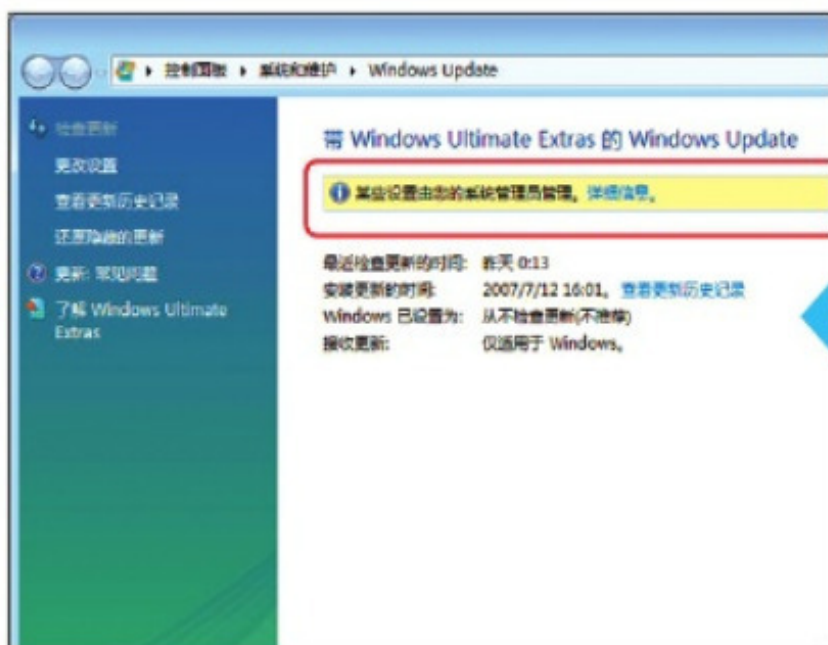 控制面板 ▸ 系统和维护 ▸ Windows Update
检查更新
更改设置
查看更新历史记录
还原隐藏的更新
更新: 常见问题
了解 Windows Ultimate
Extras
带 Windows Ultimate Extras 的 Windows Update
某些设置由您的系统管理员管理。详细信息。
最近检查更新的时间: 昨天 0:13
安装更新的时间: 2007/7/12 16:01。查看更新历史记录
Windows 已设置为: 从不检查更新(不推荐)
接收更新: 仅适用于 Windows。